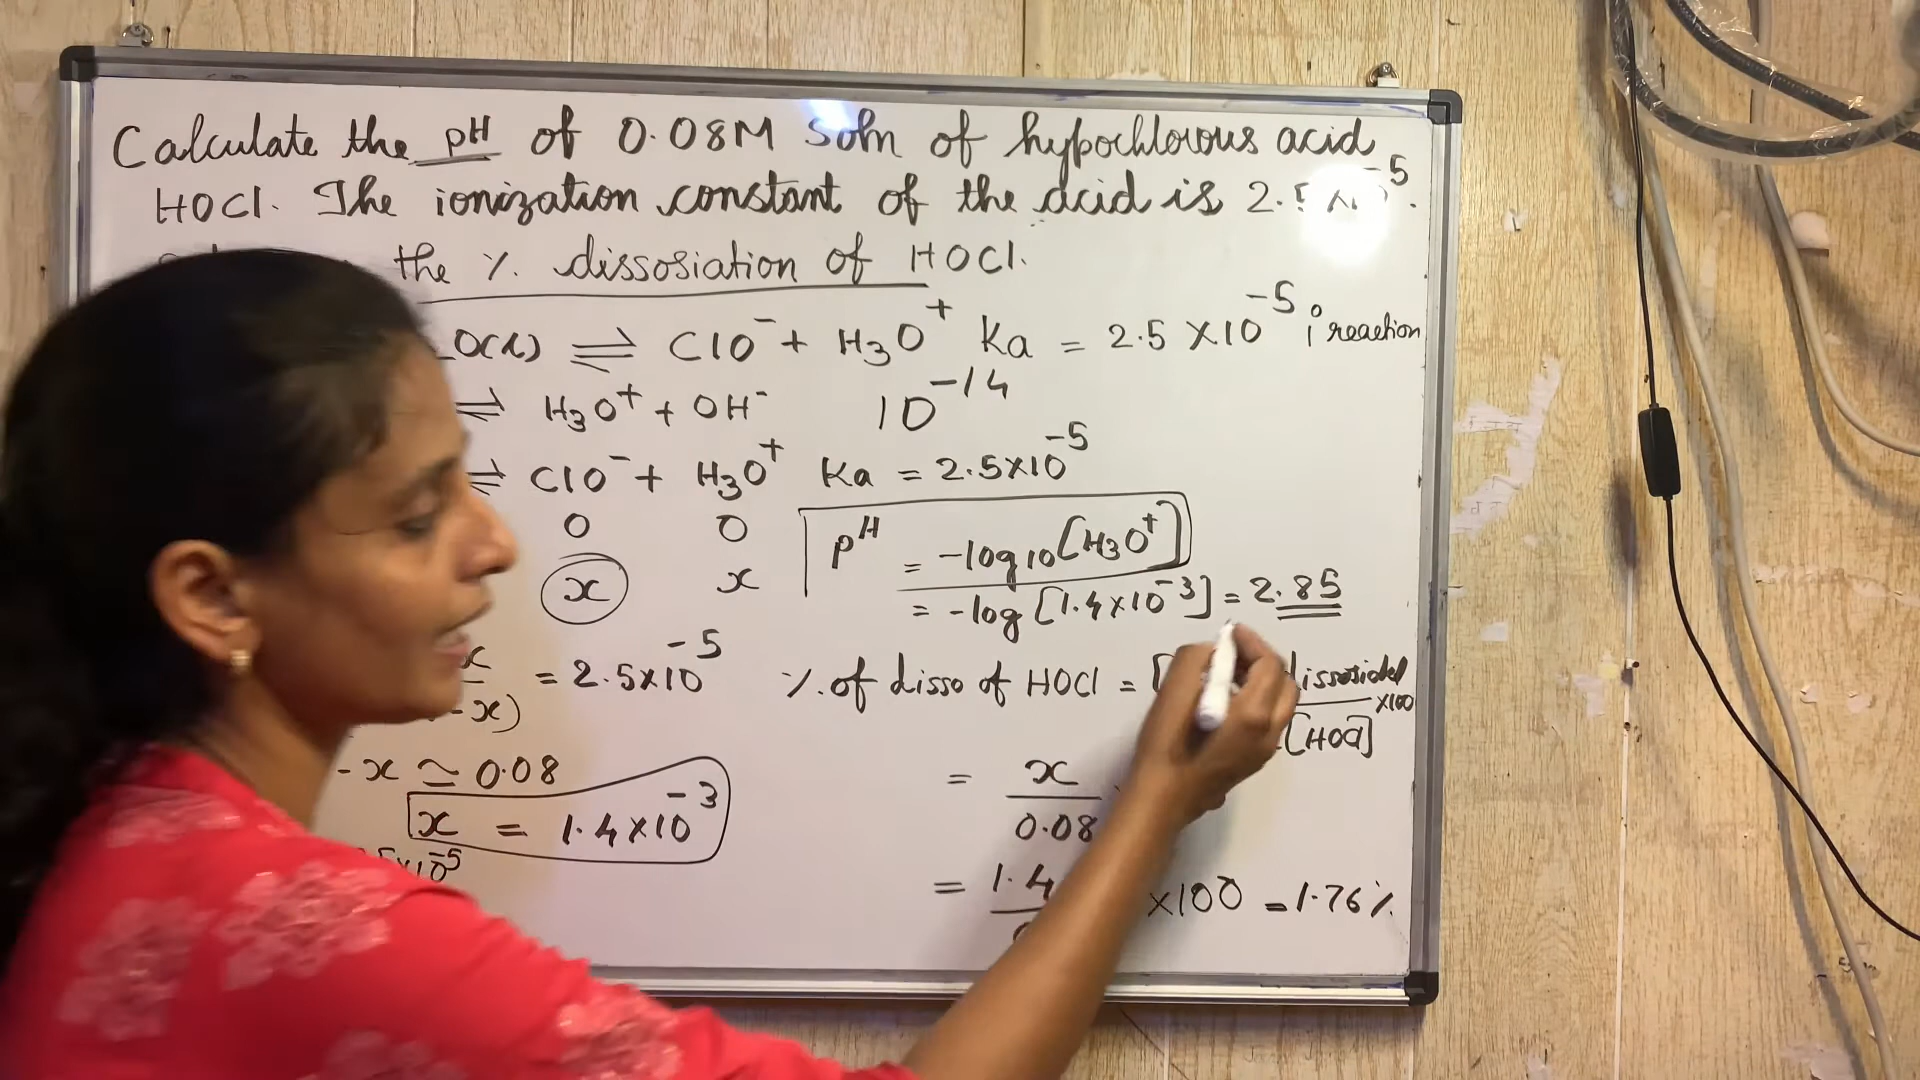 Calculate the pH of 0.08M soln of hypochlorous acid
HOCl. The ionization constant of the acid is 2.5 × 10⁻⁵.
the % dissosiation of HOCl.
O(l) ⇌ ClO⁻ + H₃O⁺ Ka = 2.5 ×10⁻⁵ i reaction
⇌ H₃O⁺ + OH⁻ 10⁻¹⁴
⇌ ClO⁻ + H₃O⁺ Ka = 2.5×10⁻⁵
0 0
x x
pH = -log10[H₃O⁺]
= -log[1.4×10⁻³] = 2.85
-x) = 2.5×10⁻⁵
-x ≃ 0.08
x = 1.4×10⁻³
5×10⁻⁵
% of disso of HOCl = [ dissosiated / [HOCl] ×100
= x / 0.08
= 1.4 ×100 = 1.76%